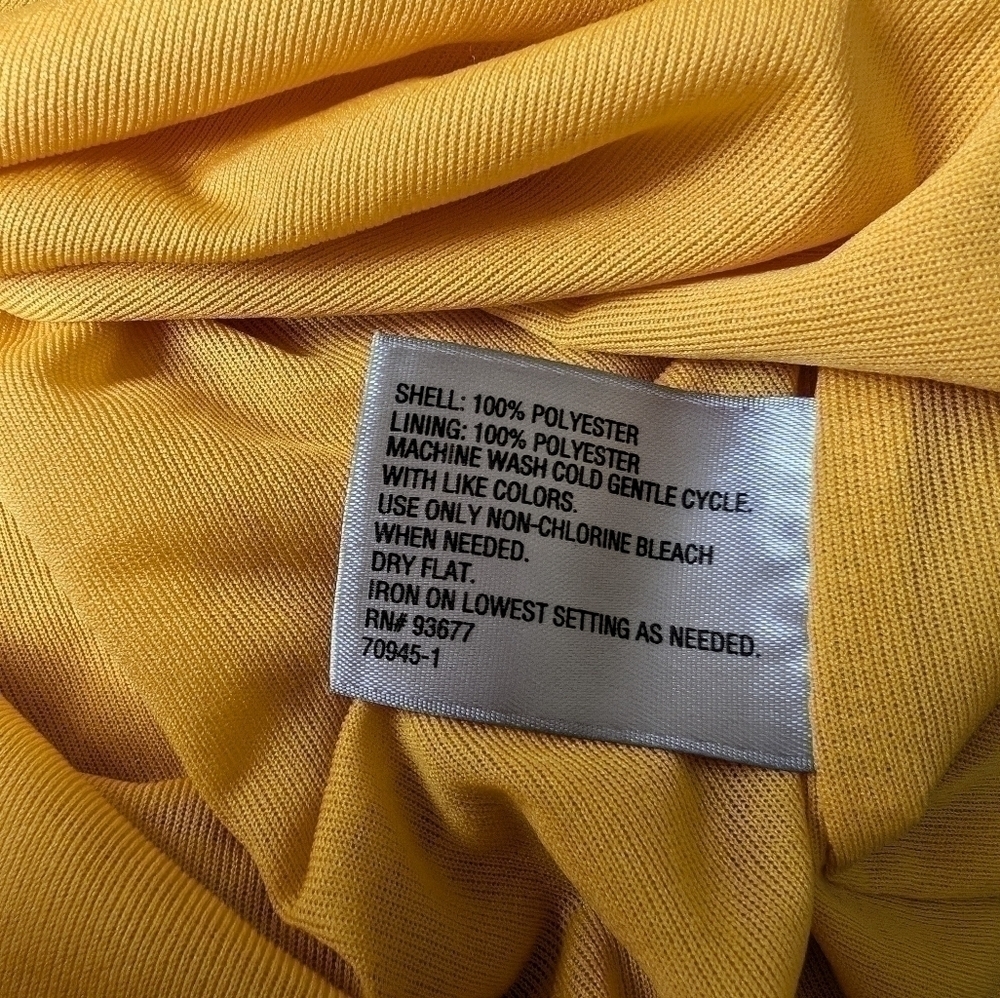 SHELL: 100% POLYESTER
LINING: 100% POLYESTER
MACHINE WASH COLD GENTLE CYCLE.
WITH LIKE COLORS.
USE ONLY NON-CHLORINE BLEACH
WHEN NEEDED.
DRY FLAT.
IRON ON LOWEST SETTING AS NEEDED.
RN# 93677
70945-1